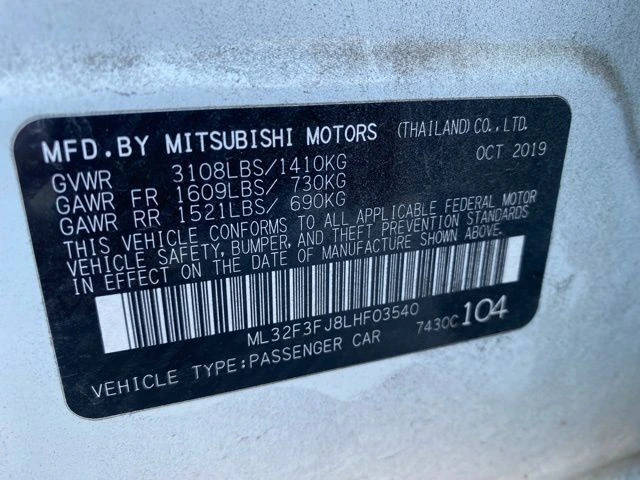 MFD.BY MITSUBISHI MOTORS (THAILAND) CO., LTD.
OCT 2019
GVWR 3108LBS/1410KG
GAWR FR 1609LBS/ 730KG
GAWR RR 1521LBS/ 690KG
THIS VEHICLE CONFORMS TO ALL APPLICABLE FEDERAL MOTOR
VEHICLE SAFETY, BUMPER, AND THEFT PREVENTION STANDARDS
IN EFFECT ON THE DATE OF MANUFACTURE SHOWN ABOVE.
ML32F3FJ8LHF03540 7430C 104
VEHICLE TYPE:PASSENGER CAR